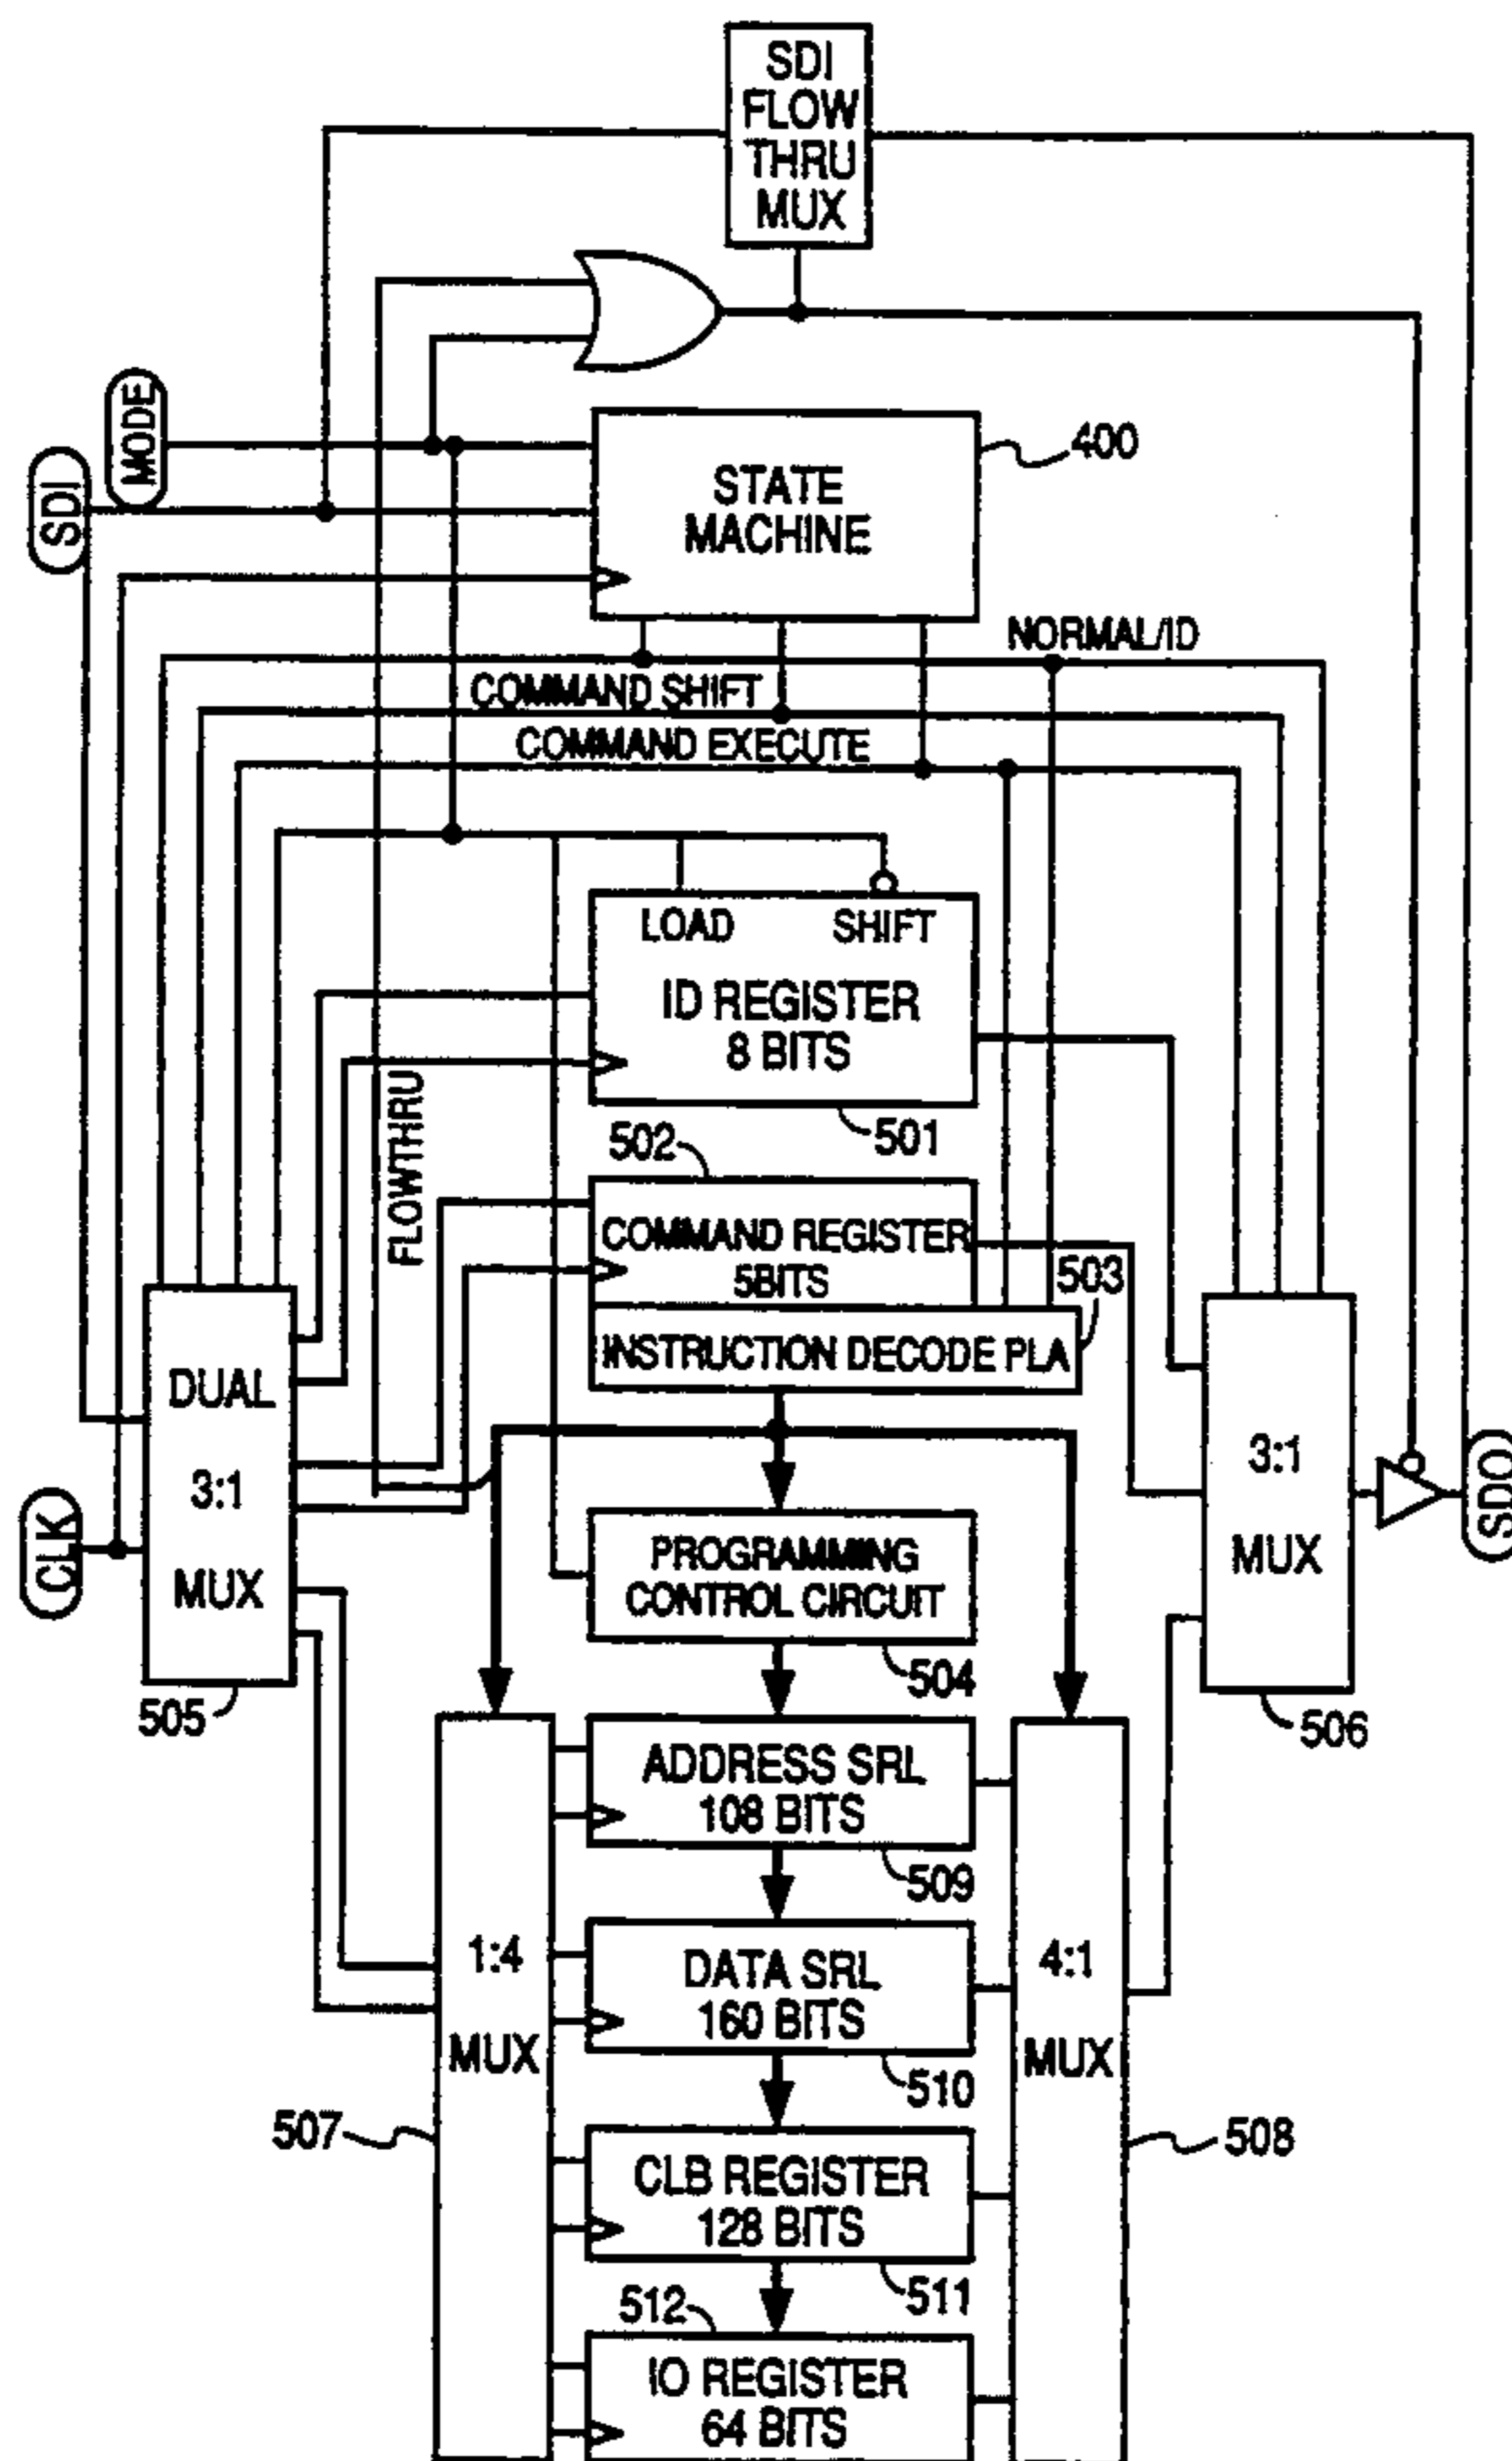 SDI
FLOW
THRU
MUX
MODE
SDI
STATE
MACHINE
400
NORMAL/ID
COMMAND SHIFT
COMMAND EXECUTE
LOAD
SHIFT
ID REGISTER
8 BITS
501
FLOWTHRU
502
COMMAND REGISTER
5BITS
503
INSTRUCTION DECODE PLA
DUAL
3:1
MUX
505
CLK
3:1
MUX
506
SDO
PROGRAMMING
CONTROL CIRCUIT
504
ADDRESS SRL
108 BITS
509
1:4
MUX
507
DATA SRL
160 BITS
510
4:1
MUX
508
CLB REGISTER
128 BITS
511
512
IO REGISTER
64 BITS